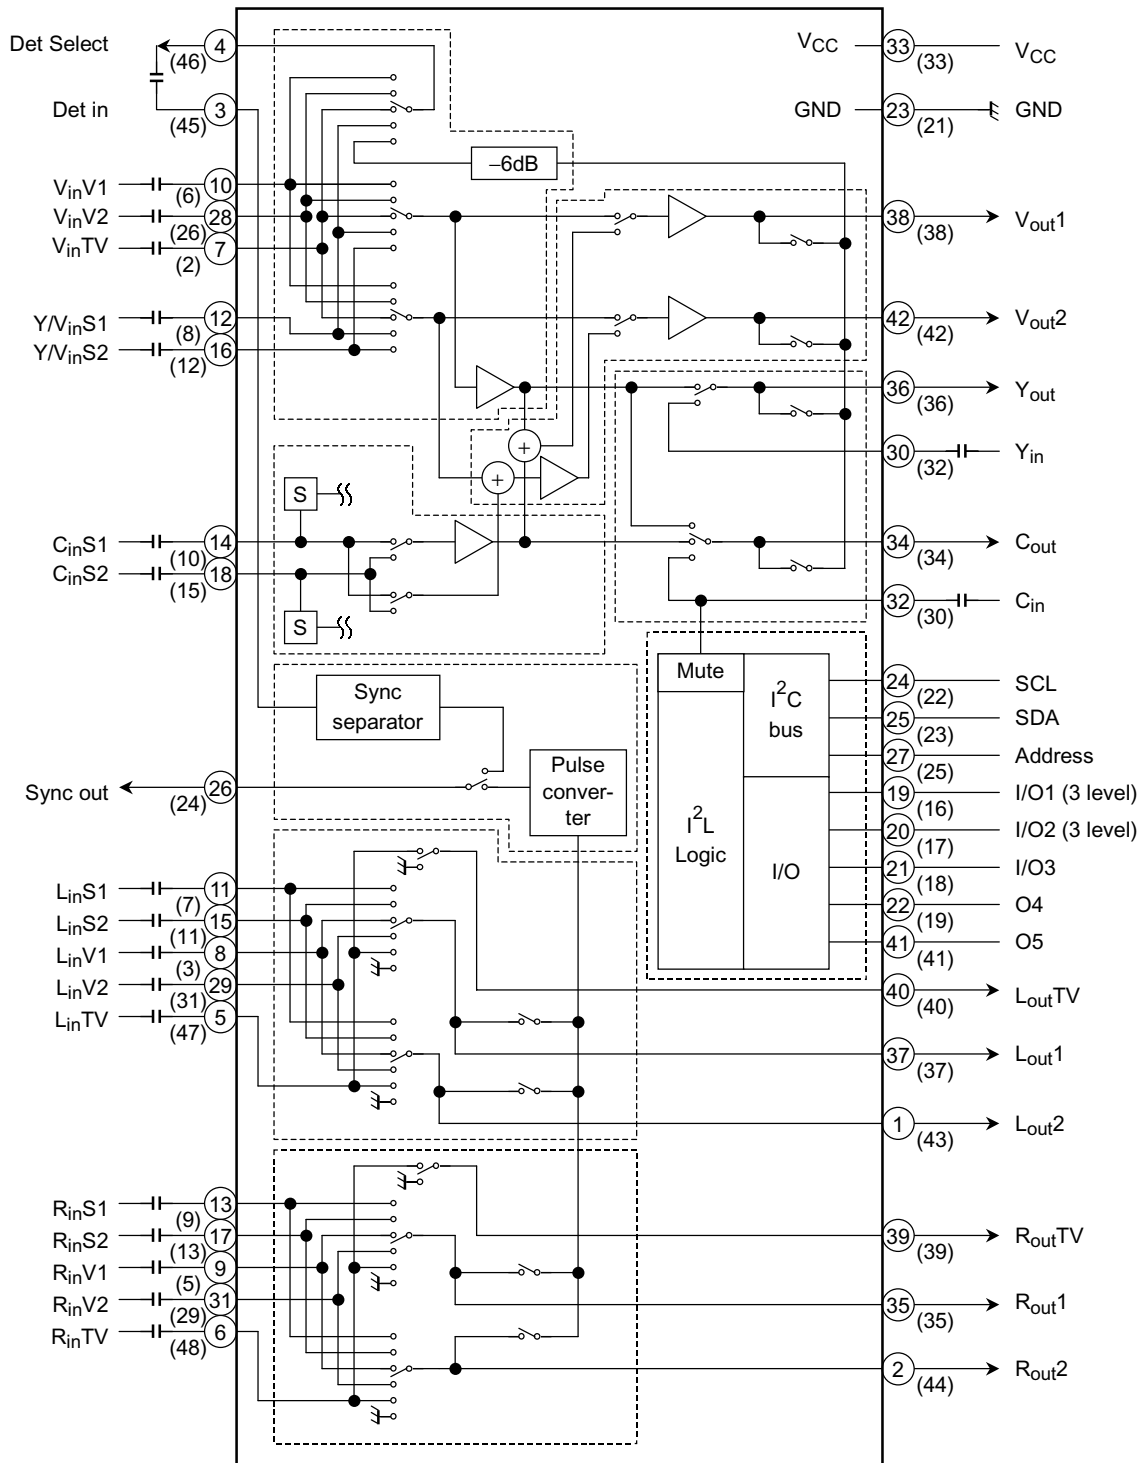 Det Select
4
(46)
Det in
3
(45)
VinV1
10
(6)
VinV2
28
(26)
VinTV
7
(2)
Y/VinS1
12
(8)
Y/VinS2
16
(12)
CinS1
14
(10)
CinS2
18
(15)
Sync out
26
(24)
LinS1
11
(7)
LinS2
15
(11)
LinV1
8
(3)
LinV2
29
(31)
LinTV
5
(47)
RinS1
13
(9)
RinS2
17
(13)
RinV1
9
(5)
RinV2
31
(29)
RinTV
6
(48)
–6dB
+
+
S
S
Sync
separator
Pulse
conver-
ter
Mute
I2C
bus
I2L
Logic
I/O
VCC
33
(33)
VCC
GND
23
(21)
GND
38
(38)
Vout1
42
(42)
Vout2
36
(36)
Yout
30
(32)
Yin
34
(34)
Cout
32
(30)
Cin
24
(22)
SCL
25
(23)
SDA
27
(25)
Address
19
(16)
I/O1 (3 level)
20
(17)
I/O2 (3 level)
21
(18)
I/O3
22
(19)
O4
41
(41)
O5
40
(40)
LoutTV
37
(37)
Lout1
1
(43)
Lout2
39
(39)
RoutTV
35
(35)
Rout1
2
(44)
Rout2